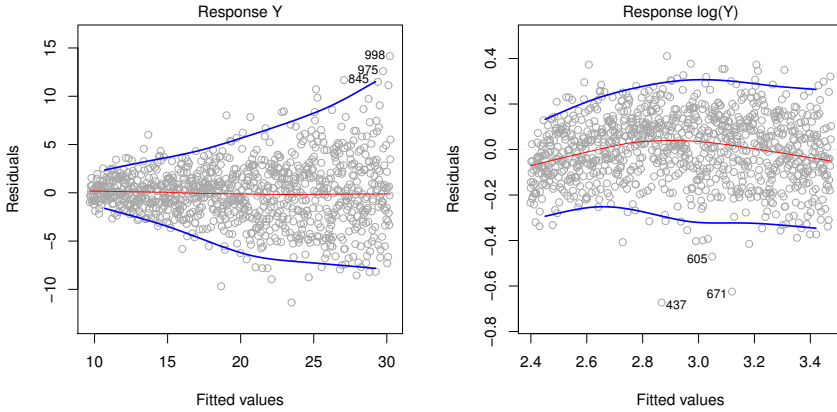 Response Y
998
975
845
15
10
5
0
−5
−10
Residuals
10 15 20 25 30
Fitted values
Response log(Y)
0.4
0.2
0.0
−0.2
−0.4
−0.6
−0.8
Residuals
605
671
437
2.4 2.6 2.8 3.0 3.2 3.4
Fitted values